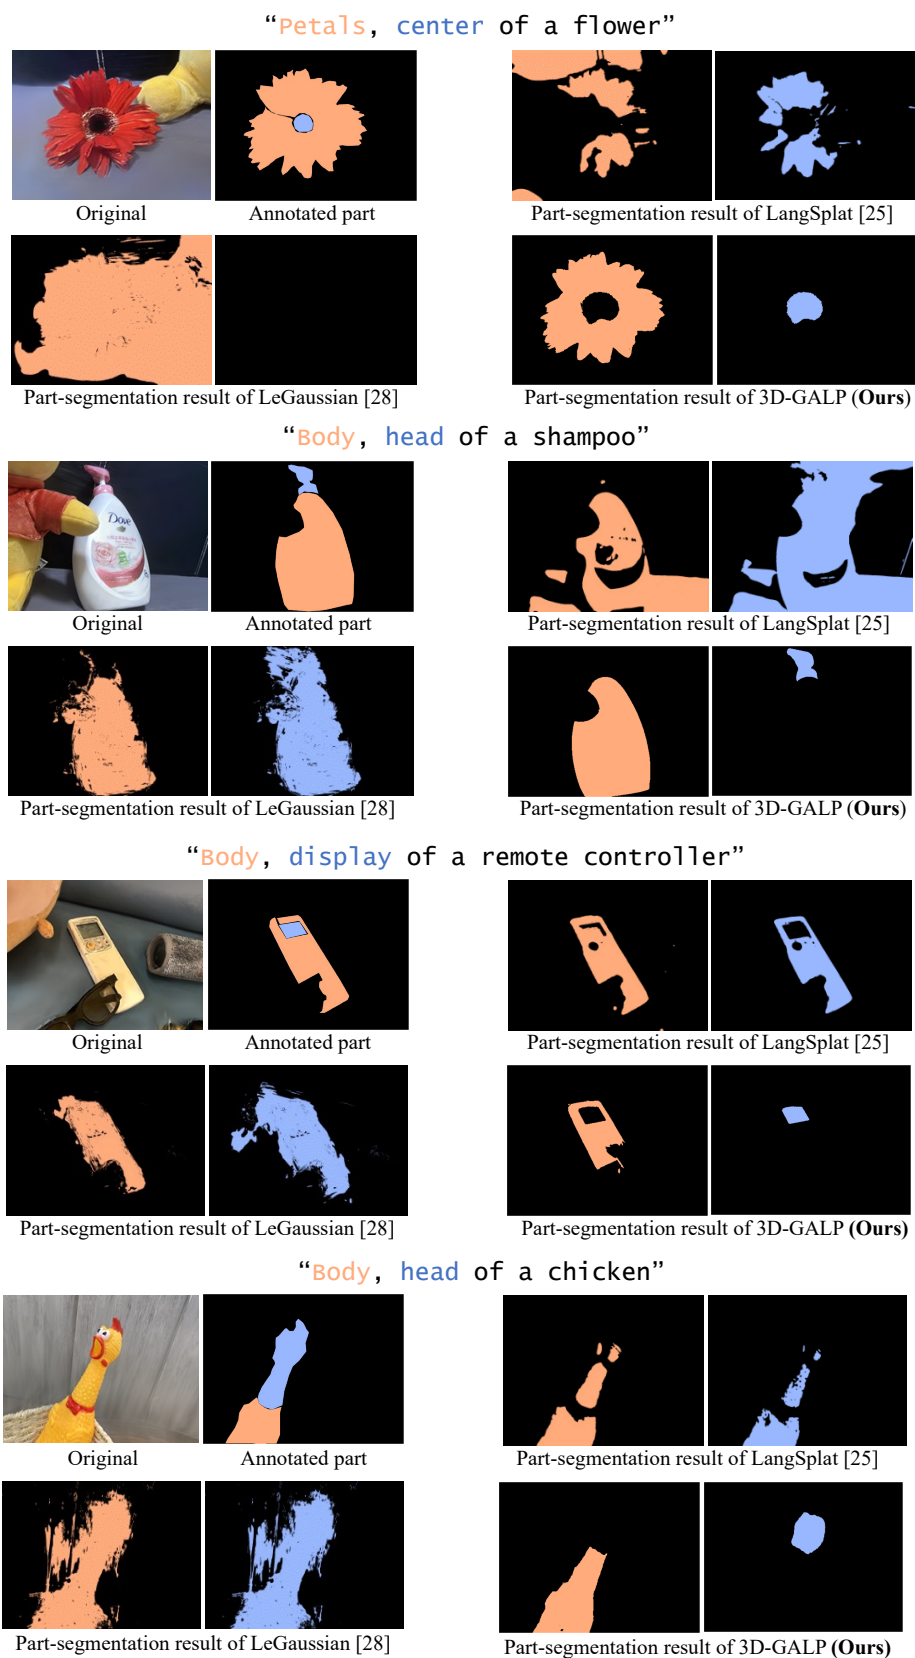 “Petals, center of a flower”
Original
Annotated part
Part-segmentation result of LangSplat [25]
Part-segmentation result of LeGaussian [28]
Part-segmentation result of 3D-GALP (Ours)
“Body, head of a shampoo”
Dove
Original
Annotated part
Part-segmentation result of LangSplat [25]
Part-segmentation result of LeGaussian [28]
Part-segmentation result of 3D-GALP (Ours)
“Body, display of a remote controller”
Original
Annotated part
Part-segmentation result of LangSplat [25]
Part-segmentation result of LeGaussian [28]
Part-segmentation result of 3D-GALP (Ours)
“Body, head of a chicken”
Original
Annotated part
Part-segmentation result of LangSplat [25]
Part-segmentation result of LeGaussian [28]
Part-segmentation result of 3D-GALP (Ours)